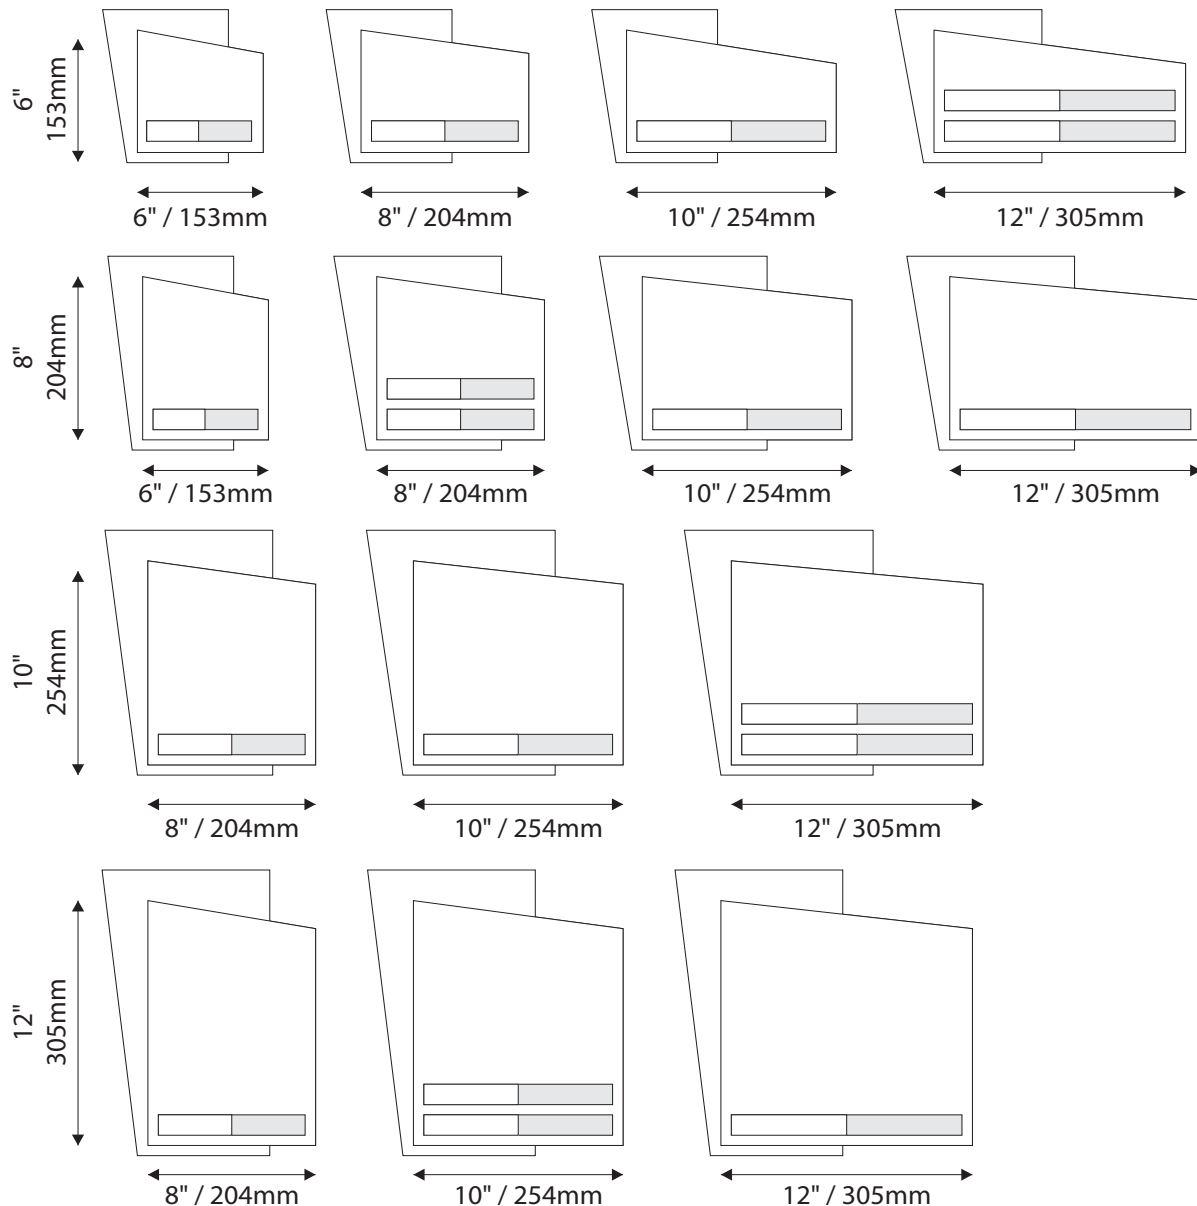 6"
153mm
6" / 153mm
8" / 204mm
10" / 254mm
12" / 305mm
8"
204mm
6" / 153mm
8" / 204mm
10" / 254mm
12" / 305mm
10"
254mm
8" / 204mm
10" / 254mm
12" / 305mm
12"
305mm
8" / 204mm
10" / 254mm
12" / 305mm